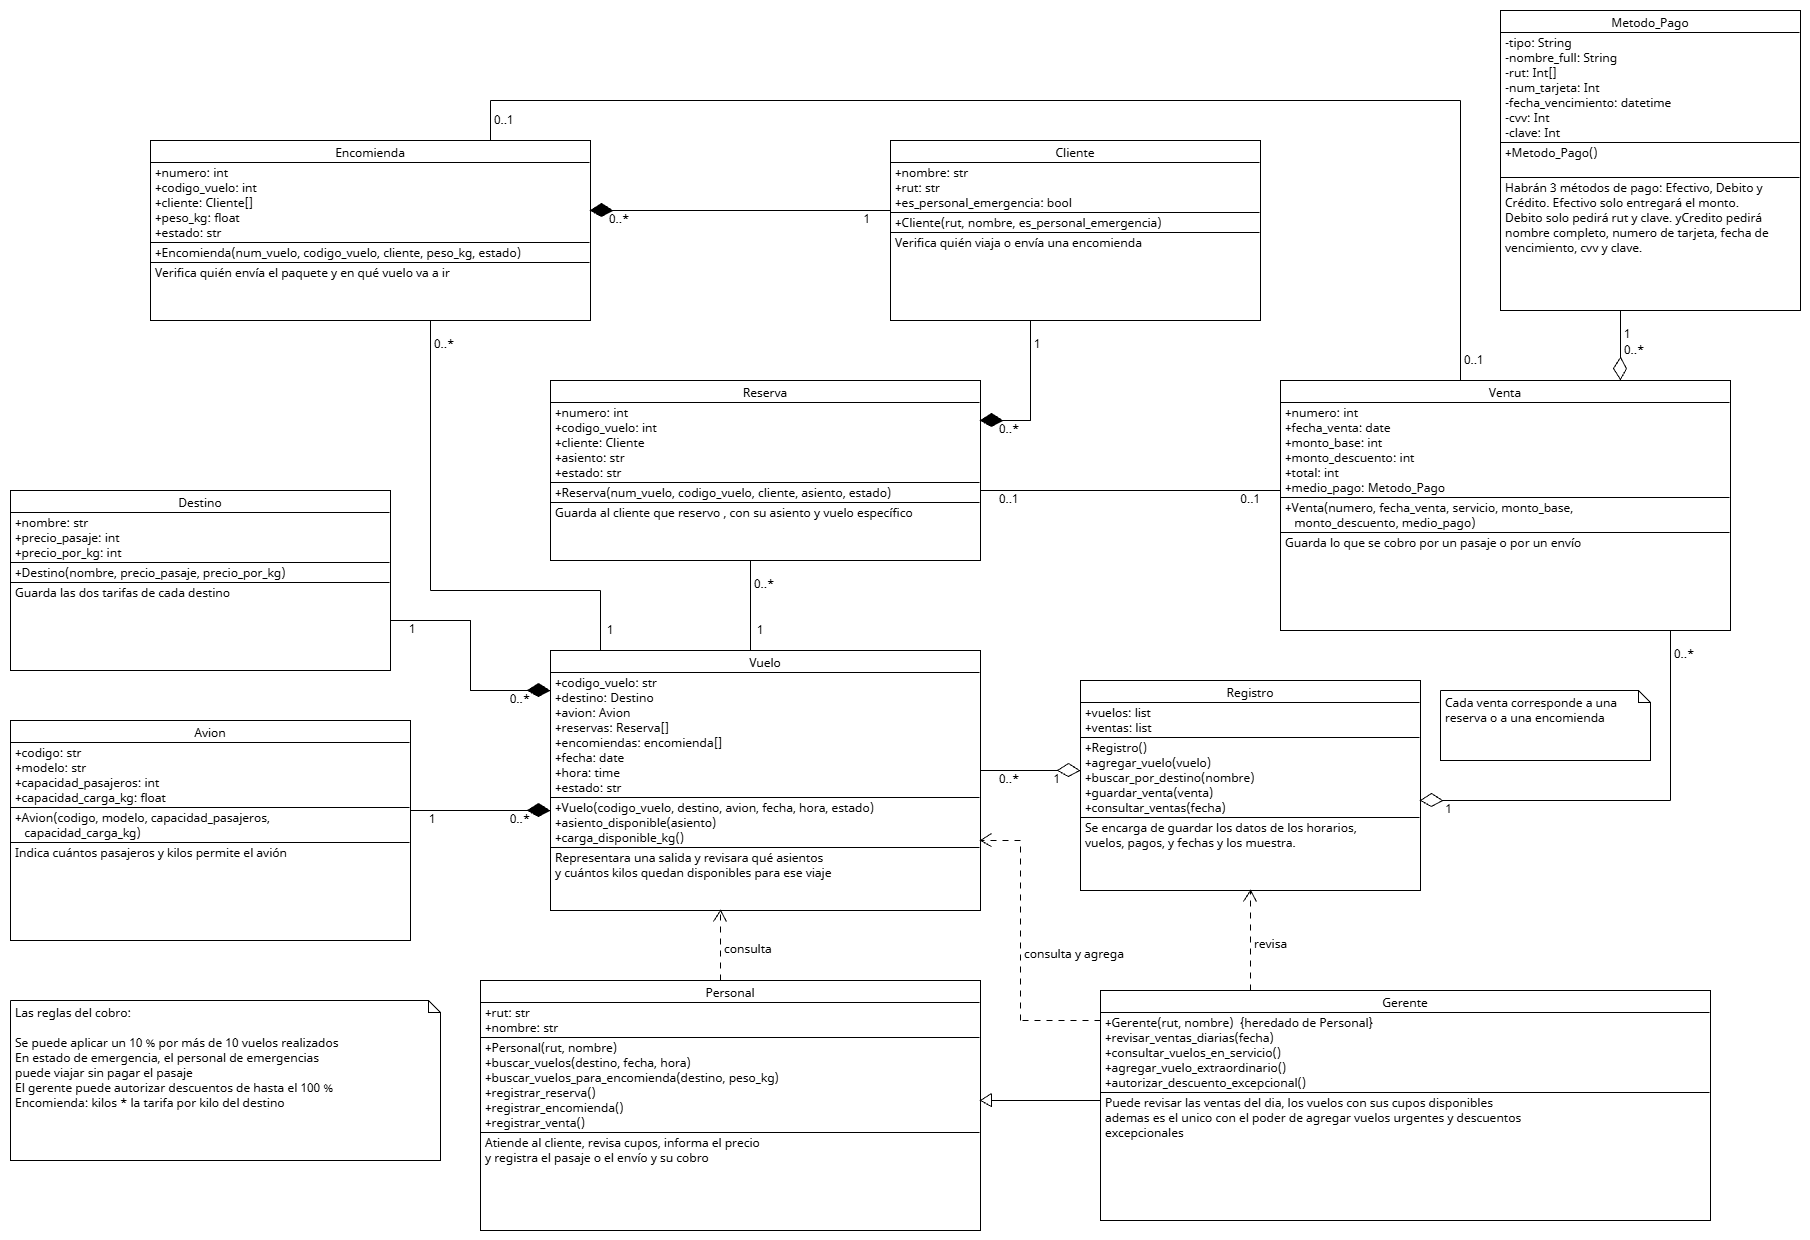 Metodo_Pago
-tipo: String
-nombre_full: String
-rut: Int[]
-num_tarjeta: Int
-fecha_vencimiento: datetime
-cvv: Int
-clave: Int
+Metodo_Pago()
Habrán 3 métodos de pago: Efectivo, Debito y
Crédito. Efectivo solo entregará el monto.
Debito solo pedirá rut y clave. yCredito pedirá
nombre completo, numero de tarjeta, fecha de
vencimiento, cvv y clave.
1
0..*
0..1
0..1
Encomienda
+numero: int
+codigo_vuelo: int
+cliente: Cliente[]
+peso_kg: float
+estado: str
+Encomienda(num_vuelo, codigo_vuelo, cliente, peso_kg, estado)
Verifica quién envía el paquete y en qué vuelo va a ir
0..*
1
Cliente
+nombre: str
+rut: str
+es_personal_emergencia: bool
+Cliente(rut, nombre, es_personal_emergencia)
Verifica quién viaja o envía una encomienda
0..*
1
Reserva
+numero: int
+codigo_vuelo: int
+cliente: Cliente
+asiento: str
+estado: str
+Reserva(num_vuelo, codigo_vuelo, cliente, asiento, estado)
Guarda al cliente que reservo , con su asiento y vuelo específico
0..*
0..1
0..1
Venta
+numero: int
+fecha_venta: date
+monto_base: int
+monto_descuento: int
+total: int
+medio_pago: Metodo_Pago
+Venta(numero, fecha_venta, servicio, monto_base,
monto_descuento, medio_pago)
Guarda lo que se cobro por un pasaje o por un envío
0..*
Destino
+nombre: str
+precio_pasaje: int
+precio_por_kg: int
+Destino(nombre, precio_pasaje, precio_por_kg)
Guarda las dos tarifas de cada destino
1
0..*
0..*
1
1
Vuelo
+codigo_vuelo: str
+destino: Destino
+avion: Avion
+reservas: Reserva[]
+encomiendas: encomienda[]
+fecha: date
+hora: time
+estado: str
+Vuelo(codigo_vuelo, destino, avion, fecha, hora, estado)
+asiento_disponible(asiento)
+carga_disponible_kg()
Representara una salida y revisara qué asientos
y cuántos kilos quedan disponibles para ese viaje
Registro
+vuelos: list
+ventas: list
+Registro()
+agregar_vuelo(vuelo)
+buscar_por_destino(nombre)
+guardar_venta(venta)
+consultar_ventas(fecha)
Se encarga de guardar los datos de los horarios,
vuelos, pagos, y fechas y los muestra.
0..*
1
1
Cada venta corresponde a una
reserva o a una encomienda
Avion
+codigo: str
+modelo: str
+capacidad_pasajeros: int
+capacidad_carga_kg: float
+Avion(codigo, modelo, capacidad_pasajeros,
capacidad_carga_kg)
Indica cuántos pasajeros y kilos permite el avión
1
0..*
consulta
consulta y agrega
revisa
Las reglas del cobro:
Se puede aplicar un 10 % por más de 10 vuelos realizados
En estado de emergencia, el personal de emergencias
puede viajar sin pagar el pasaje
El gerente puede autorizar descuentos de hasta el 100 %
Encomienda: kilos * la tarifa por kilo del destino
Personal
+rut: str
+nombre: str
+Personal(rut, nombre)
+buscar_vuelos(destino, fecha, hora)
+buscar_vuelos_para_encomienda(destino, peso_kg)
+registrar_reserva()
+registrar_encomienda()
+registrar_venta()
Atiende al cliente, revisa cupos, informa el precio
y registra el pasaje o el envío y su cobro
Gerente
+Gerente(rut, nombre)  {heredado de Personal}
+revisar_ventas_diarias(fecha)
+consultar_vuelos_en_servicio()
+agregar_vuelo_extraordinario()
+autorizar_descuento_excepcional()
Puede revisar las ventas del dia, los vuelos con sus cupos disponibles
ademas es el unico con el poder de agregar vuelos urgentes y descuentos
excepcionales